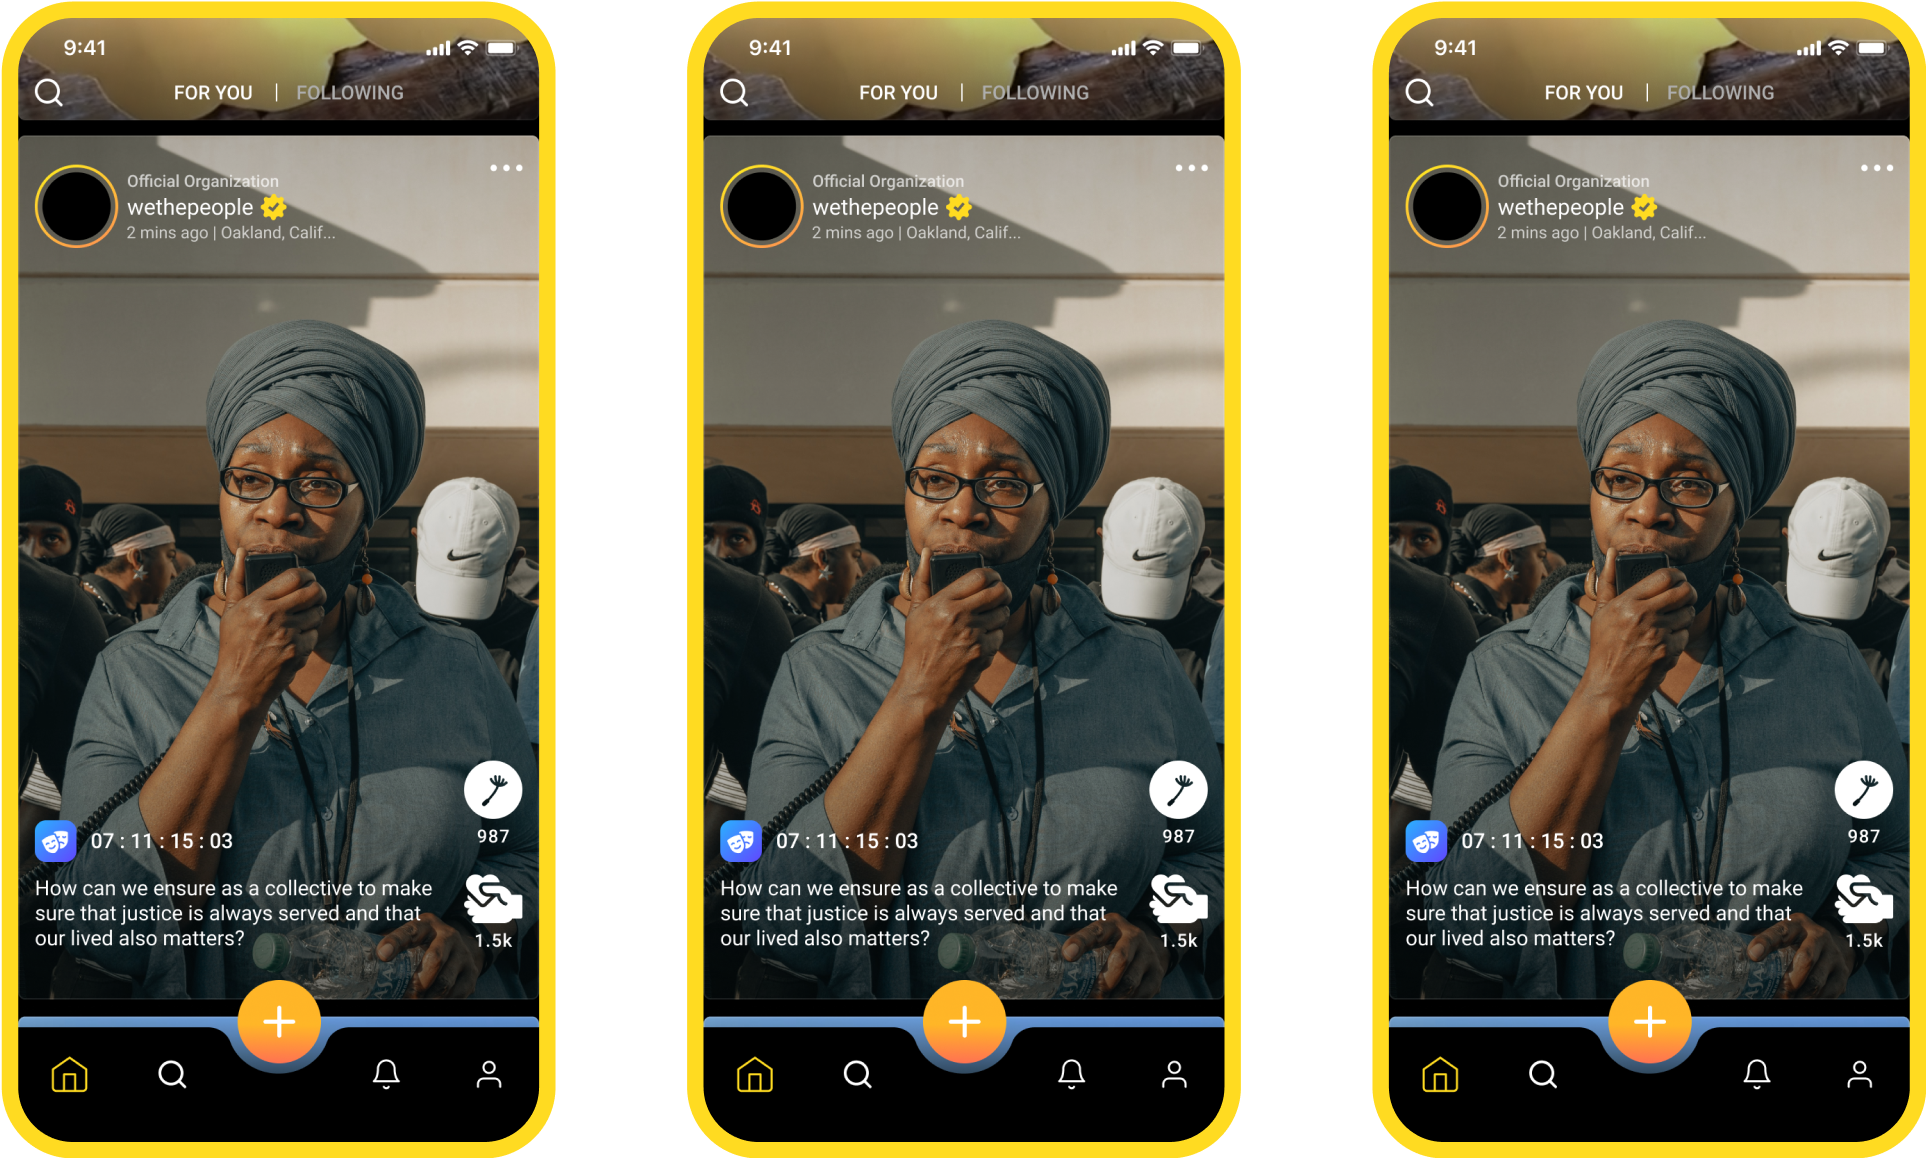 9:41
FOR YOU | FOLLOWING
Official Organization
wethepeople
2 mins ago | Oakland, Calif...
987
07 : 11 : 15 : 03
How can we ensure as a collective to make
sure that justice is always served and that
our lived also matters?
1.5k
9:41
FOR YOU | FOLLOWING
Official Organization
wethepeople
2 mins ago | Oakland, Calif...
987
07 : 11 : 15 : 03
How can we ensure as a collective to make
sure that justice is always served and that
our lived also matters?
1.5k
9:41
FOR YOU | FOLLOWING
Official Organization
wethepeople
2 mins ago | Oakland, Calif...
987
07 : 11 : 15 : 03
How can we ensure as a collective to make
sure that justice is always served and that
our lived also matters?
1.5k